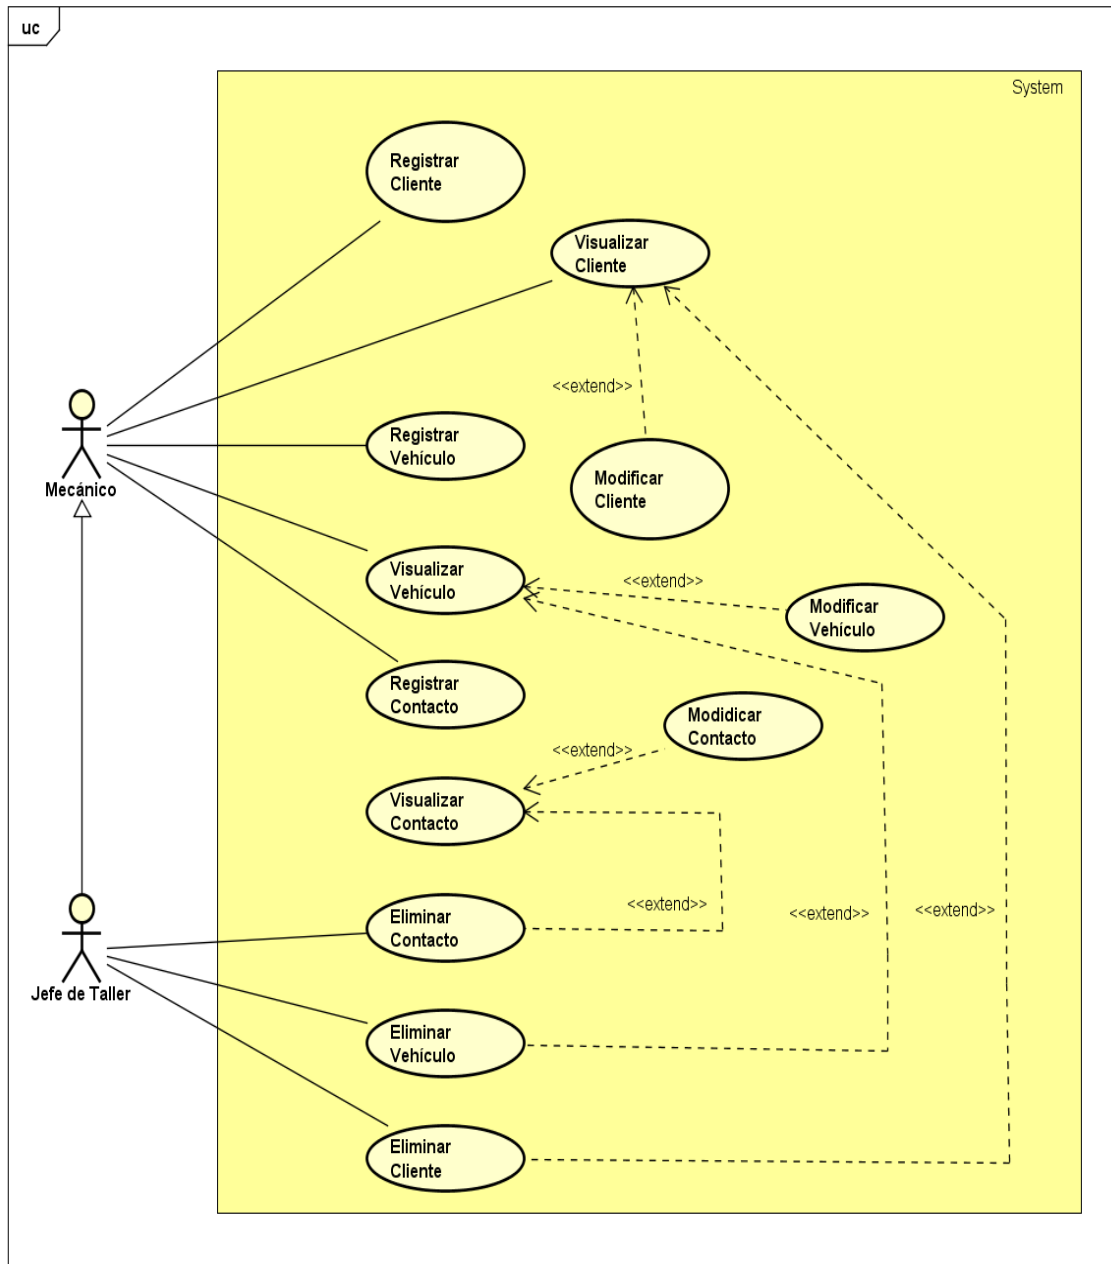 uc
System
Registrar
Cliente
Visualizar
Cliente
<<extend>>
Registrar
Vehículo
Modificar
Cliente
Mecánico
Visualizar
Vehículo
<<extend>>
Modificar
Vehículo
Registrar
Contacto
Modidicar
Contacto
<<extend>>
Visualizar
Contacto
Eliminar
Contacto
<<extend>>
<<extend>>
<<extend>>
Jefe de Taller
Eliminar
Vehículo
Eliminar
Cliente